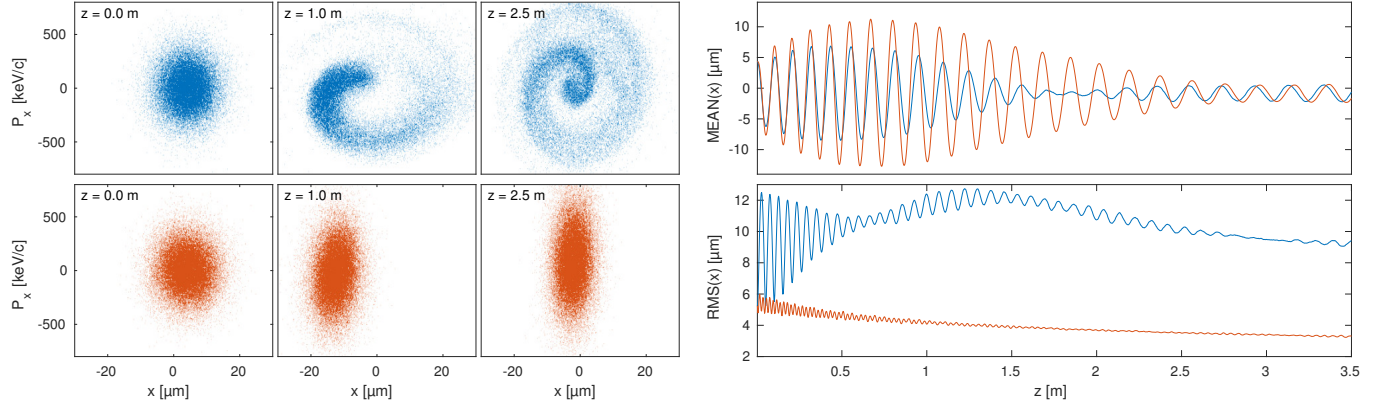 z = 0.0 m
z = 1.0 m
z = 2.5 m
500
0
-500
Pₓ [keV/c]
z = 0.0 m
z = 1.0 m
z = 2.5 m
500
0
-500
Pₓ [keV/c]
-20 0 20
-20 0 20
-20 0 20
x [µm]
x [µm]
x [µm]
10
5
0
-5
-10
MEAN(x) [µm]
12
10
8
6
4
2
RMS(x) [µm]
0.5 1 1.5 2 2.5 3 3.5
z [m]